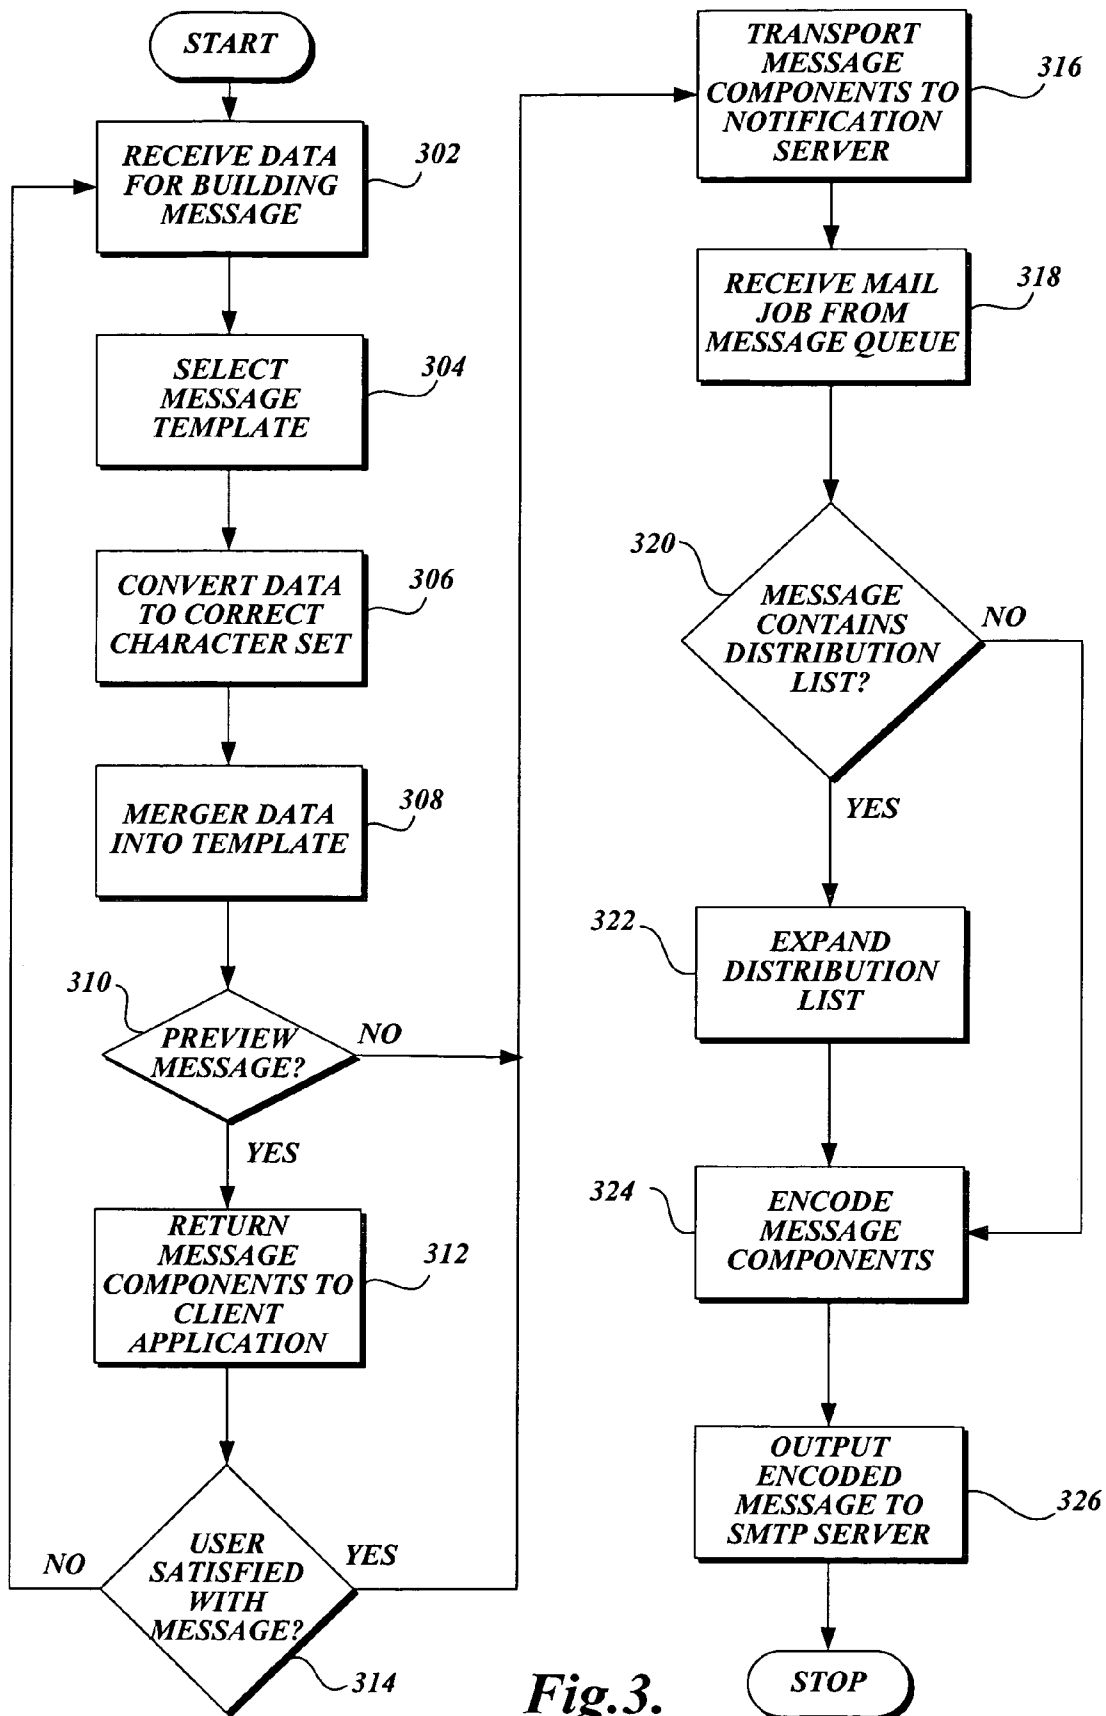 START
RECEIVE DATA
FOR BUILDING
MESSAGE
302
SELECT
MESSAGE
TEMPLATE
304
CONVERT DATA
TO CORRECT
CHARACTER SET
306
MERGER DATA
INTO TEMPLATE
308
310
PREVIEW
MESSAGE?
NO
YES
RETURN
MESSAGE
COMPONENTS TO
CLIENT
APPLICATION
312
USER
SATISFIED
WITH
MESSAGE?
NO
YES
314
TRANSPORT
MESSAGE
COMPONENTS TO
NOTIFICATION
SERVER
316
RECEIVE MAIL
JOB FROM
MESSAGE QUEUE
318
320
MESSAGE
CONTAINS
DISTRIBUTION
LIST?
NO
YES
322
EXPAND
DISTRIBUTION
LIST
324
ENCODE
MESSAGE
COMPONENTS
OUTPUT
ENCODED
MESSAGE TO
SMTP SERVER
326
STOP
Fig.3.